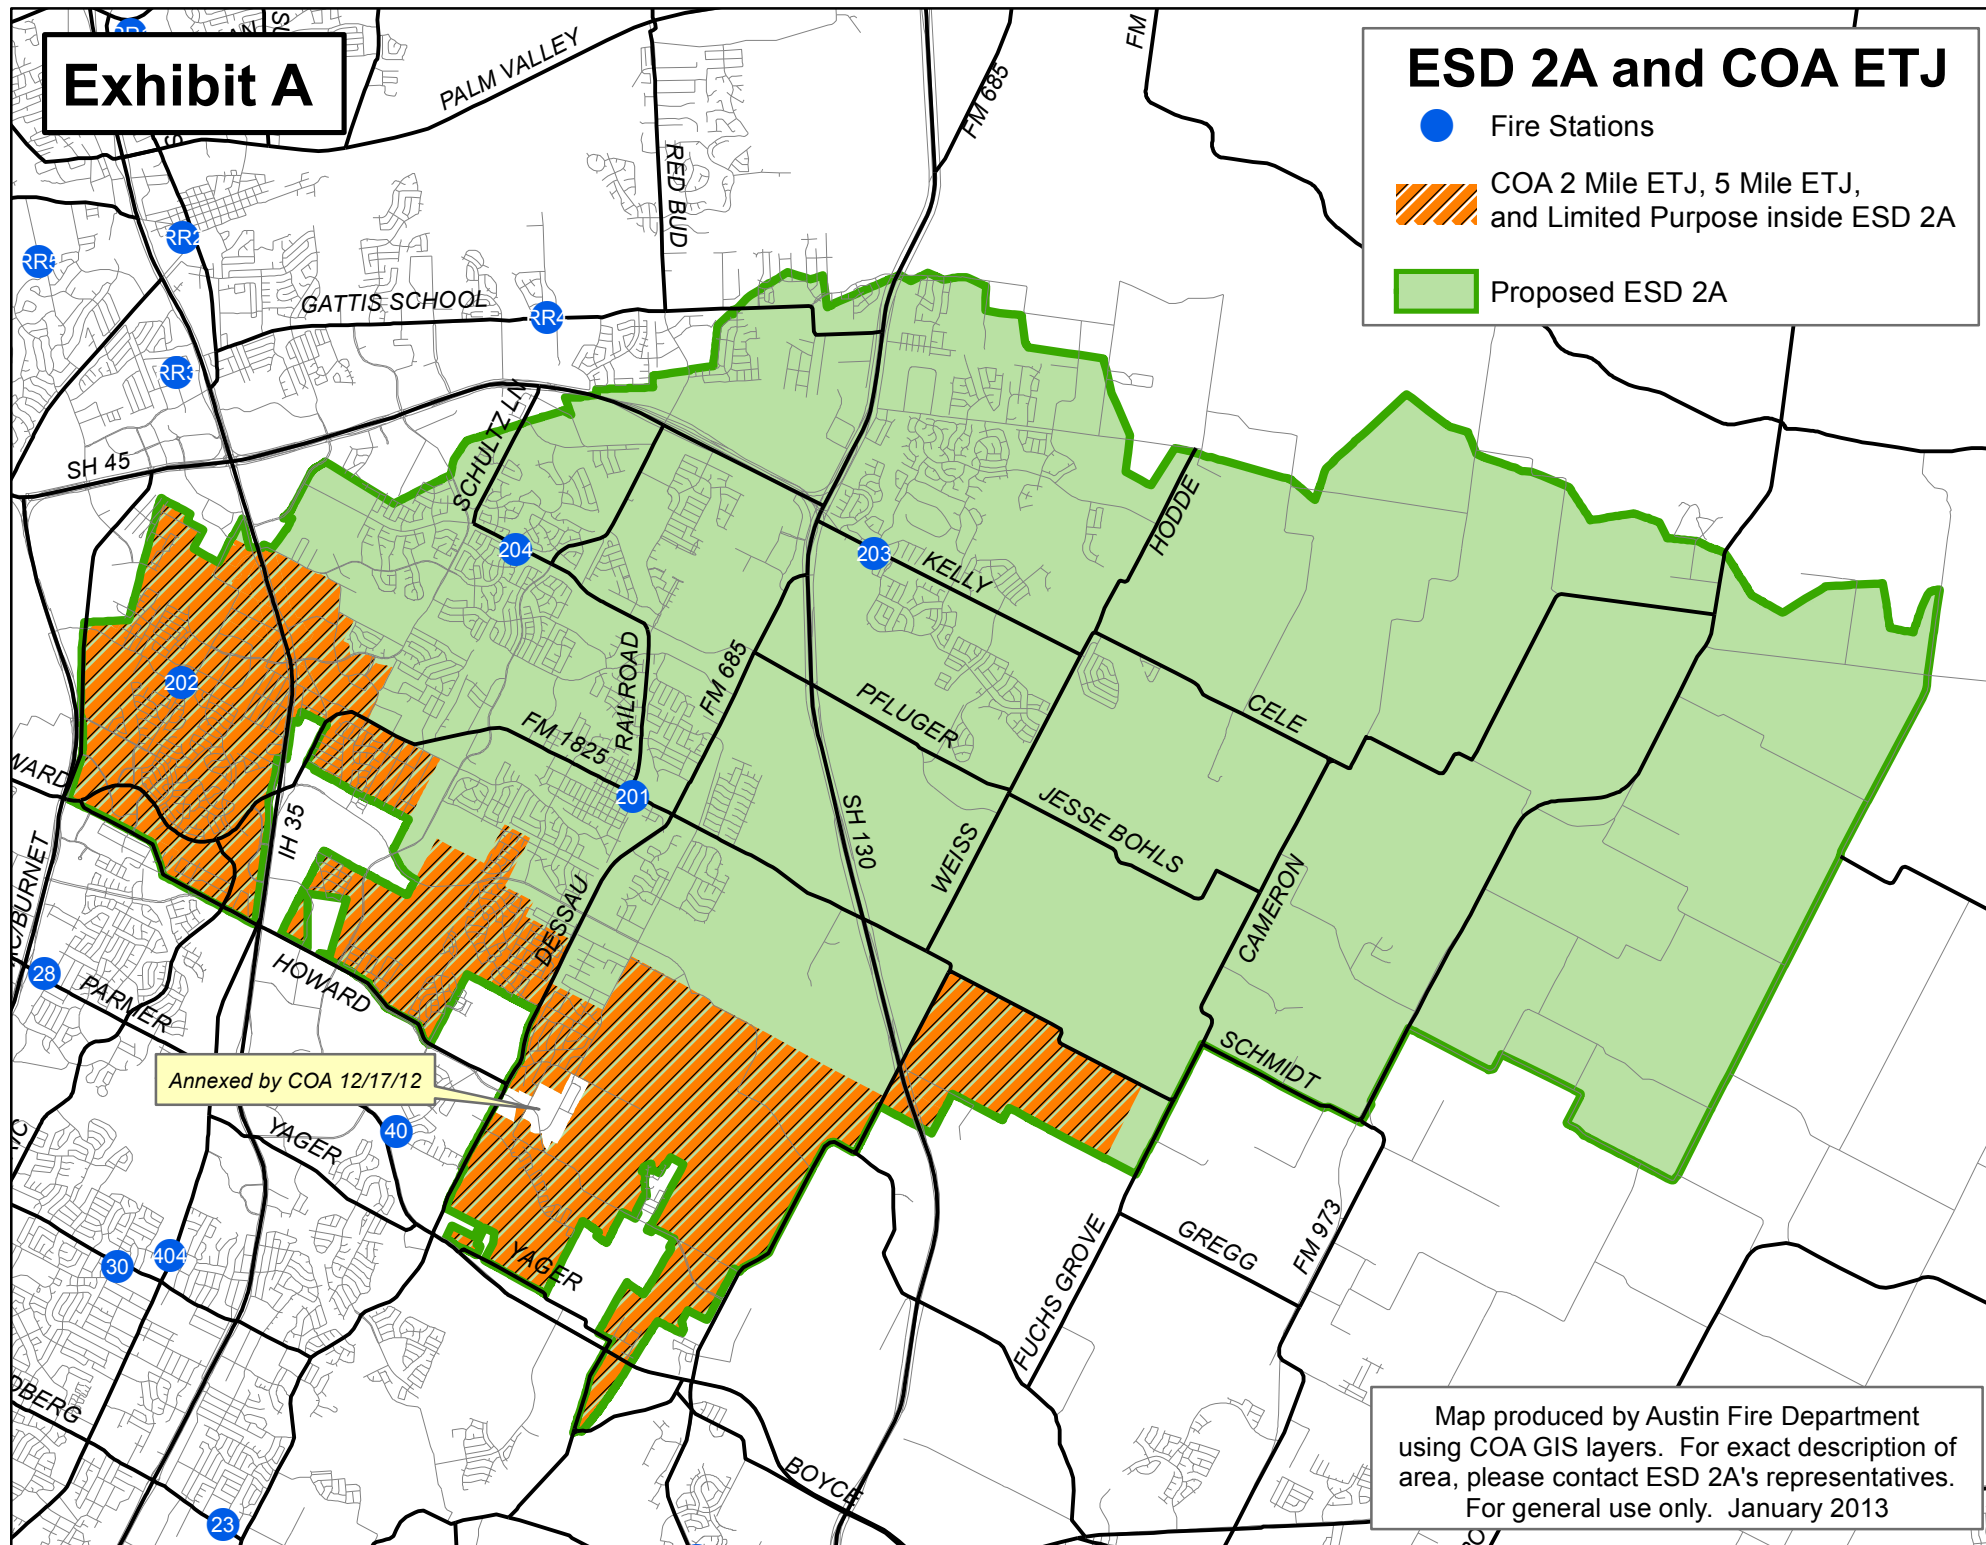 Exhibit A
ESD 2A and COA ETJ
Fire Stations
COA 2 Mile ETJ, 5 Mile ETJ,
and Limited Purpose inside ESD 2A
Proposed ESD 2A
PALM VALLEY
FM 685
FM
RED BUD
RR2
RR5
GATTIS SCHOOL
RR4
RR3
SCHULTZ LN
SH 45
HODDE
204
203
KELLY
202
RAILROAD
FM 685
PFLUGER
CELE
FM 1825
201
SH 130
JESSE BOHLS
WEISS
IH 35
DESSAU
CAMERON
HOWARD
28
PARMER
SCHMIDT
Annexed by COA 12/17/12
40
YAGER
YAGER
GREGG
FM 973
FUCHS GROVE
30
404
BOYCE
23
Map produced by Austin Fire Department
using COA GIS layers.  For exact description of
area, please contact ESD 2A's representatives.
For general use only.  January 2013